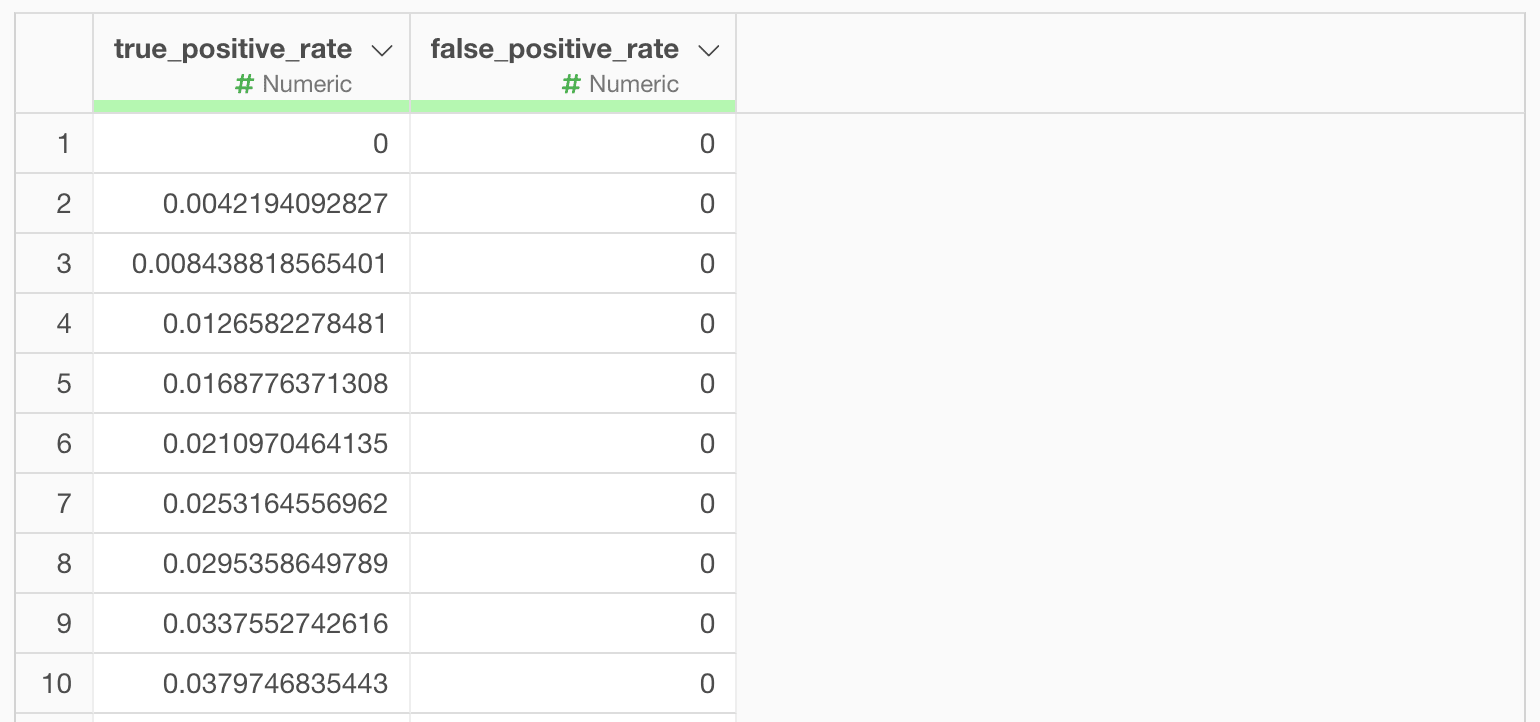 true_positive_rate false_positive_rate
# Numeric # Numeric
1 0 0
2 0.0042194092827 0
3 0.008438818565401 0
4 0.0126582278481 0
5 0.0168776371308 0
6 0.0210970464135 0
7 0.0253164556962 0
8 0.0295358649789 0
9 0.0337552742616 0
10 0.0379746835443 0